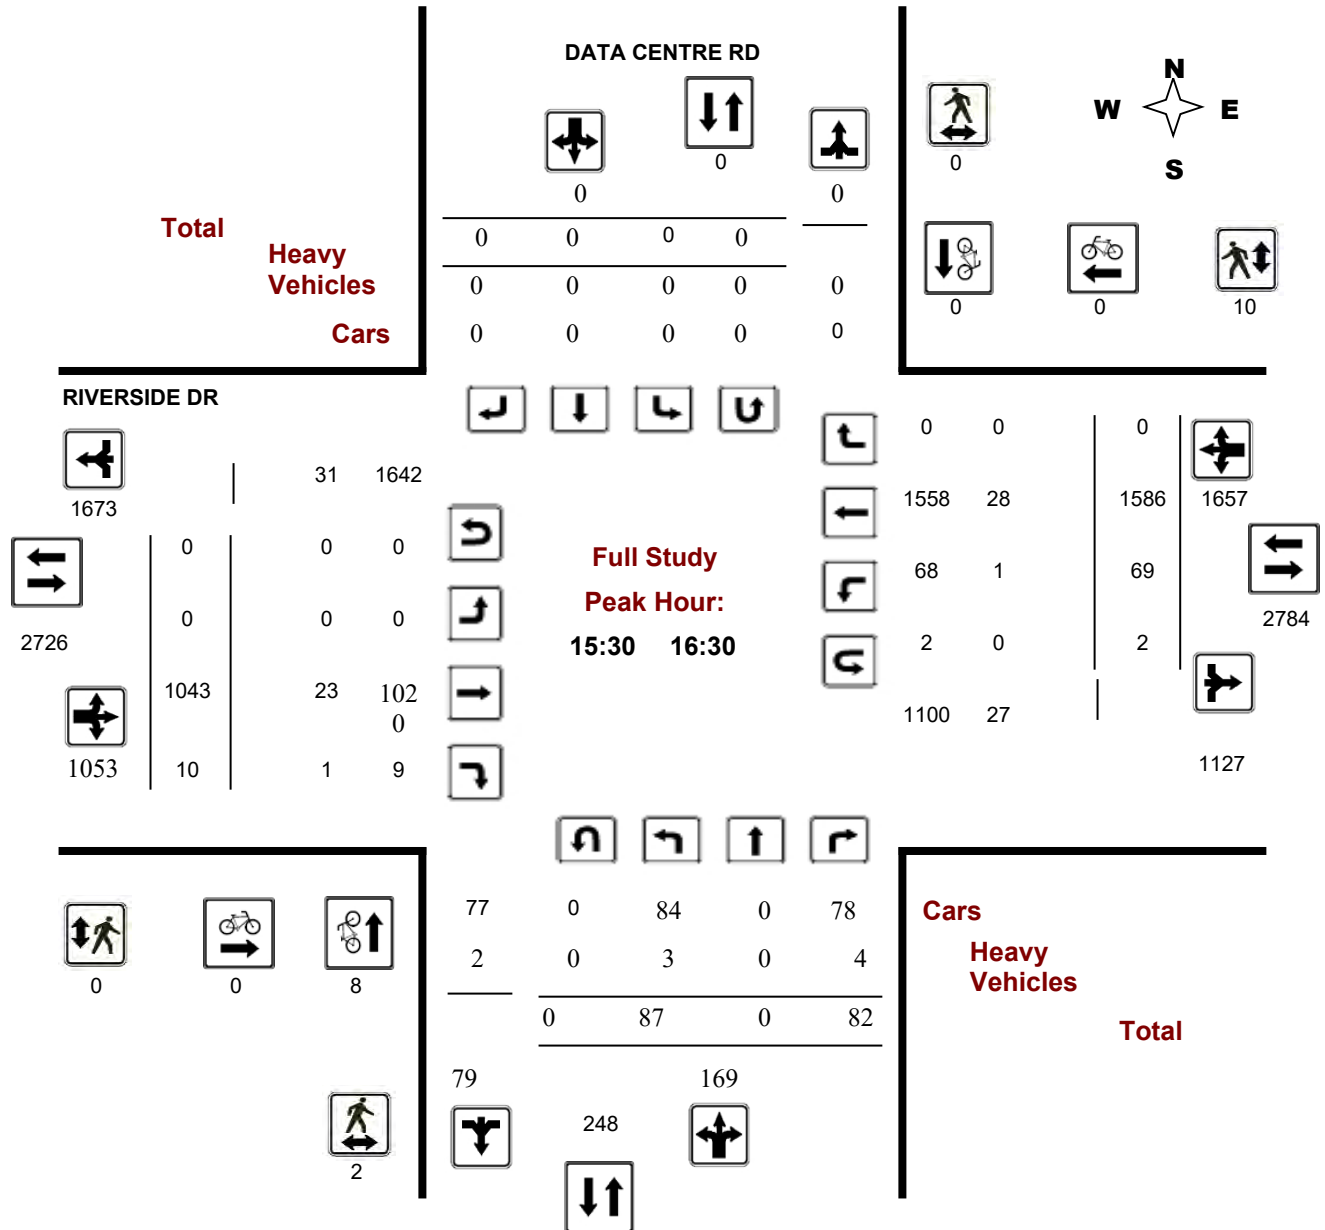 DATA CENTRE RD
N
W E
S
0
0
0
0 0
Total
0 0 0 0
Heavy
Vehicles
0 0 0 0 0
0 0 10
Cars
0 0 0 0 0
RIVERSIDE DR
0 0 0
31 1642
1673
1558 28 1586 1657
0 0 0
Full Study
68 1 69
Peak Hour:
0 0 0
2784
2726
15:30 16:30
2 0 2
1043 23 102
0
1100 27
1053 10 1 9
1127
77 0 84 0 78
Cars
2 0 3 0 4
Heavy
Vehicles
0 0 8
0 87 0 82
Total
79 169
248
2